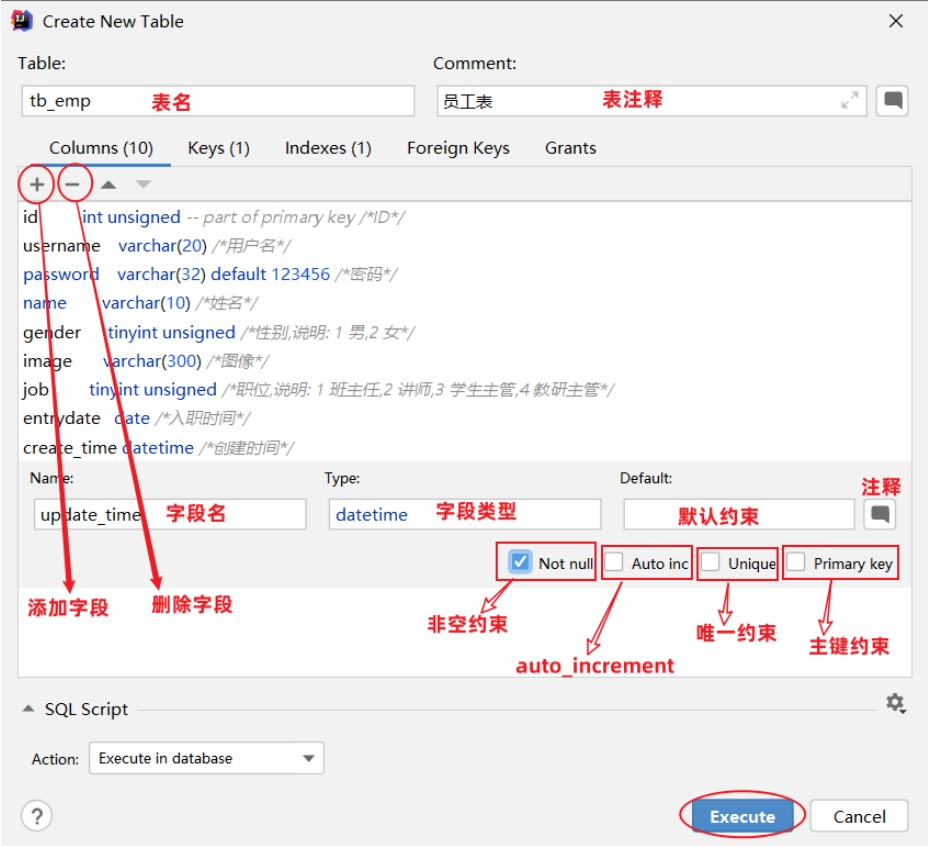 Create New Table
Table: Comment:
tb_emp 表名 员工表 表注释
Columns (10) Keys (1) Indexes (1) Foreign Keys Grants
id int unsigned -- part of primary key /*ID*/
username varchar(20) /*用户名*/
password varchar(32) default 123456 /*密码*/
name varchar(10) /*姓名*/
gender tinyint unsigned /*性别,说明: 1 男,2 女*/
image varchar(300) /*图像*/
job tinyint unsigned /*职位,说明: 1 班主任,2 讲师,3 学生主管,4 教研主管*/
entrydate date /*入职时间*/
create_time datetime /*创建时间*/
Name: Type: Default: 注释
update_time 字段名 datetime 字段类型 默认约束
Not null Auto inc Unique Primary key
添加字段 删除字段 非空约束 auto_increment 唯一约束 主键约束
SQL Script
Action: Execute in database
? Execute Cancel